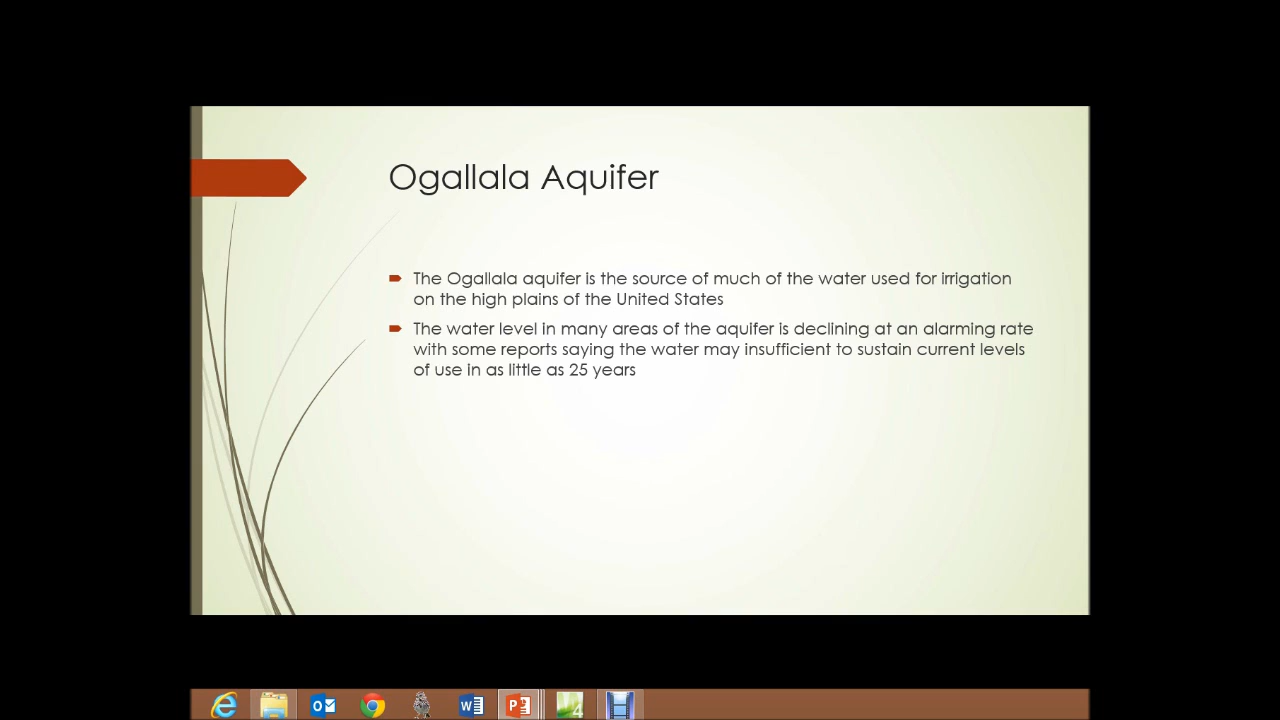 Ogallala Aquifer
The Ogallala aquifer is the source of much of the water used for irrigation
on the high plains of the United States
The water level in many areas of the aquifer is declining at an alarming rate
with some reports saying the water may insufficient to sustain current levels
of use in as little as 25 years